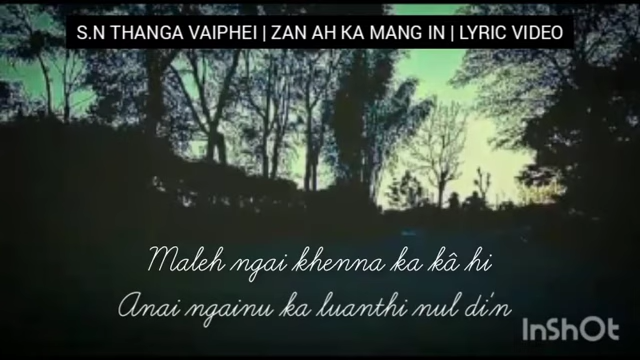 S.N THANGA VAIPHEI | ZAN AH KA MANG IN | LYRIC VIDEO
Maleh ngai khenna ka kâ hi
Anai ngainu ka luanthi nul di'n
InShOt